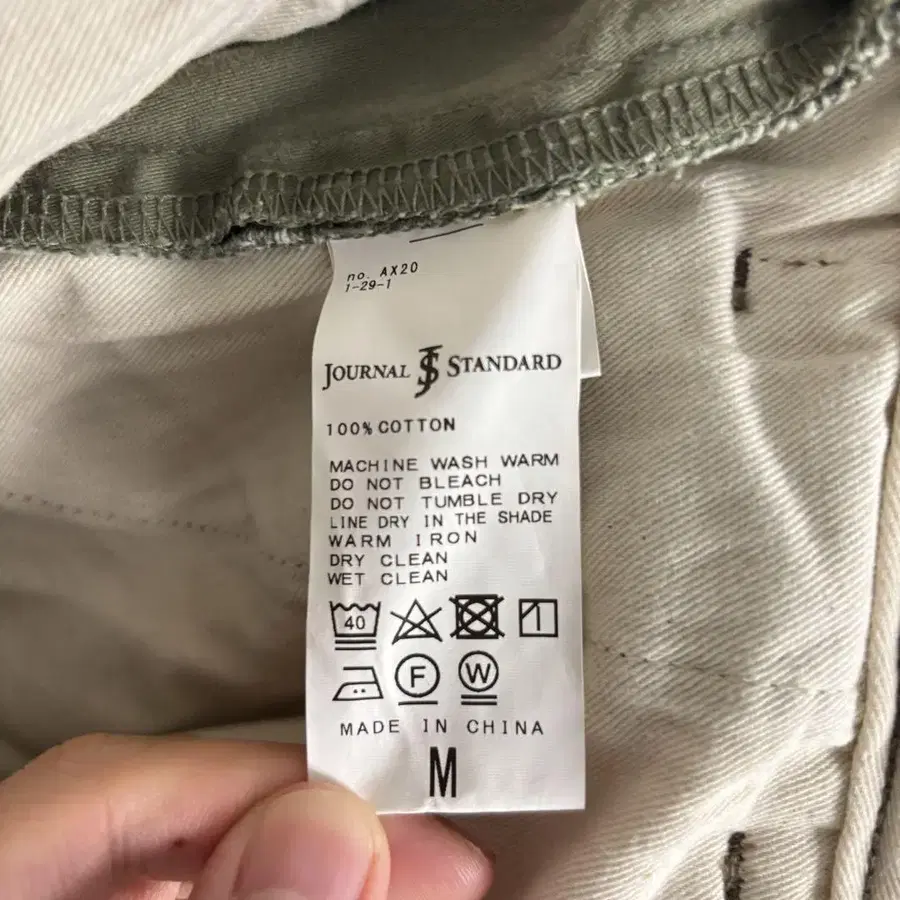 no. AX20
1-29-1
JOURNAL JS STANDARD
100% COTTON
MACHINE WASH WARM
DO NOT BLEACH
DO NOT TUMBLE DRY
LINE DRY IN THE SHADE
WARM IRON
DRY CLEAN
WET CLEAN
40
F W
MADE IN CHINA
M